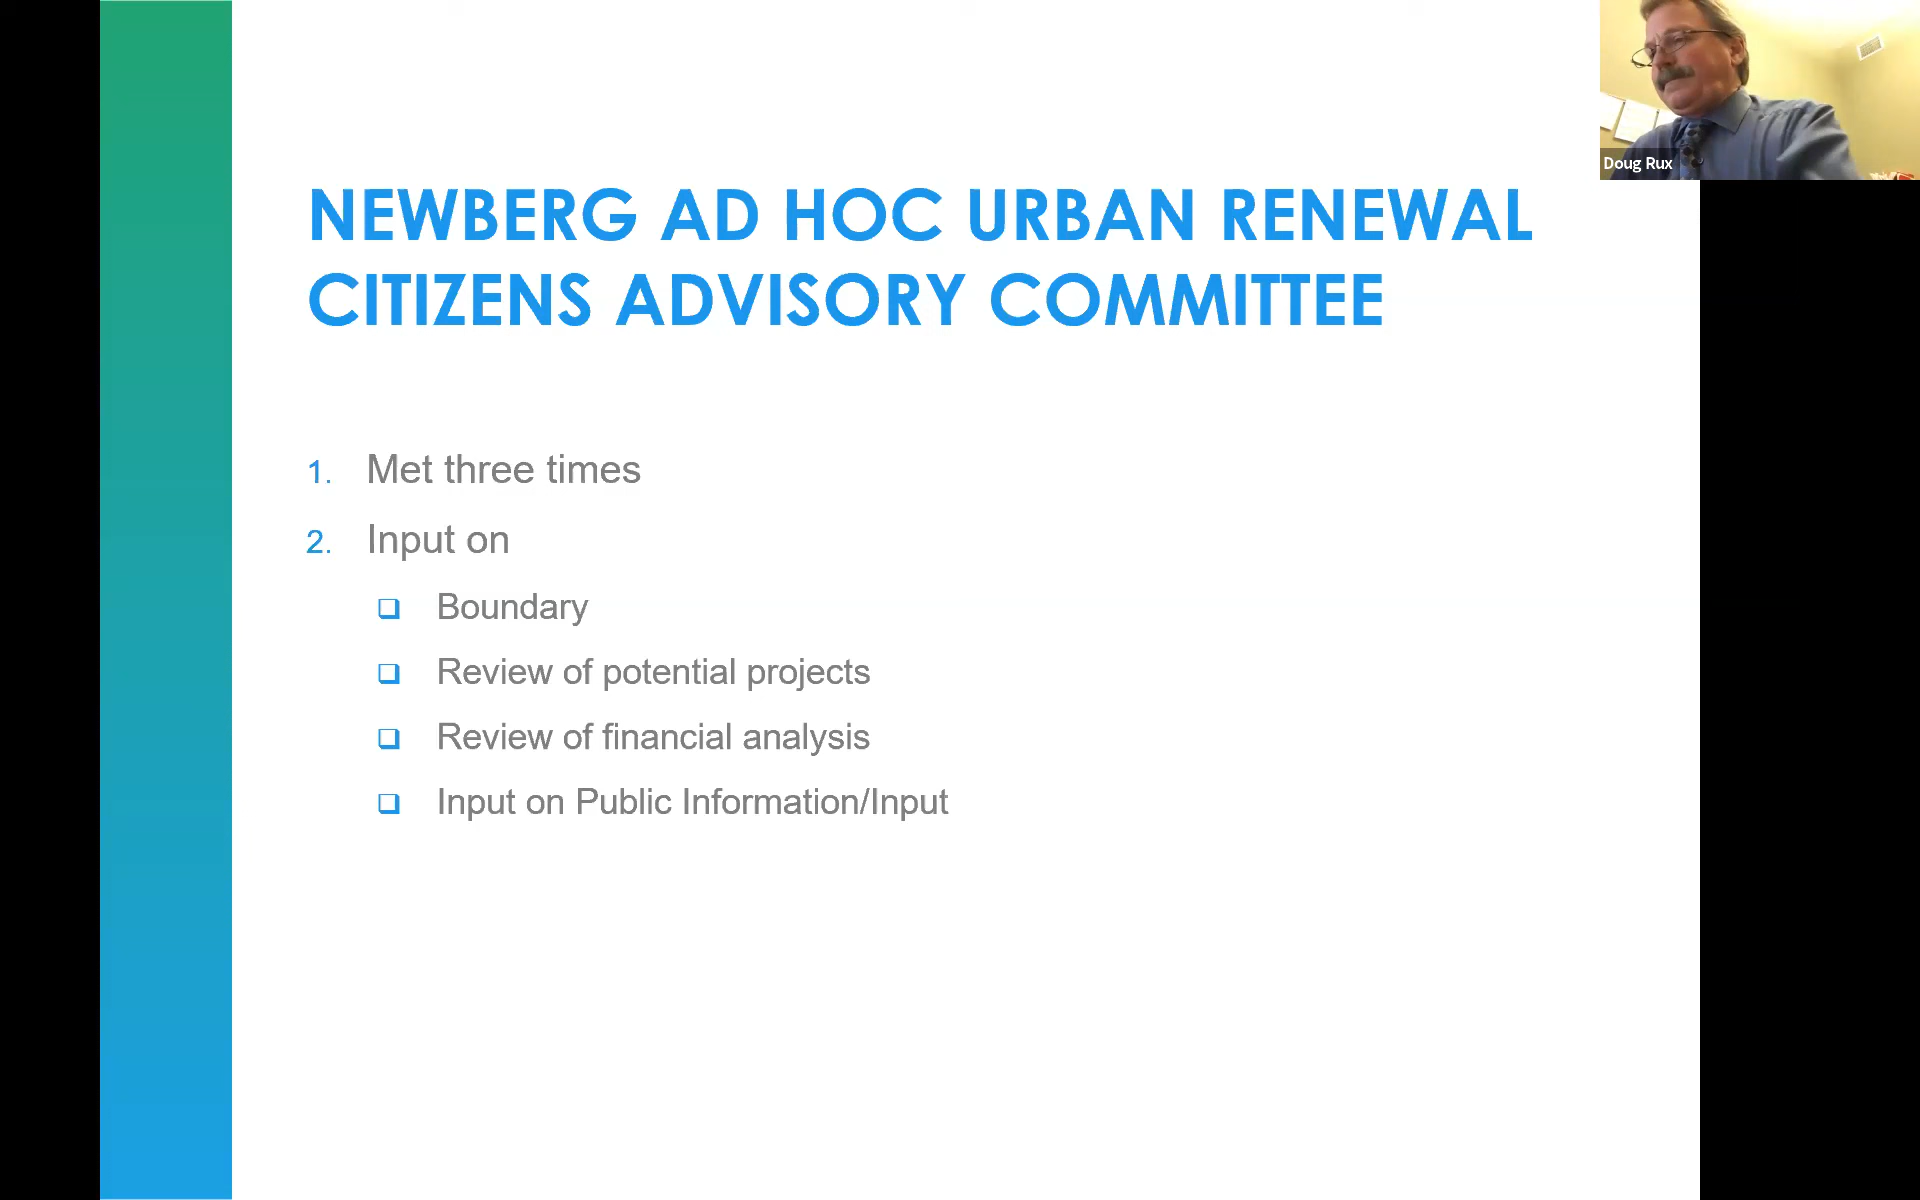 Doug Rux
NEWBERG AD HOC URBAN RENEWAL
CITIZENS ADVISORY COMMITTEE
1. Met three times
2. Input on
❑ Boundary
❑ Review of potential projects
❑ Review of financial analysis
❑ Input on Public Information/Input